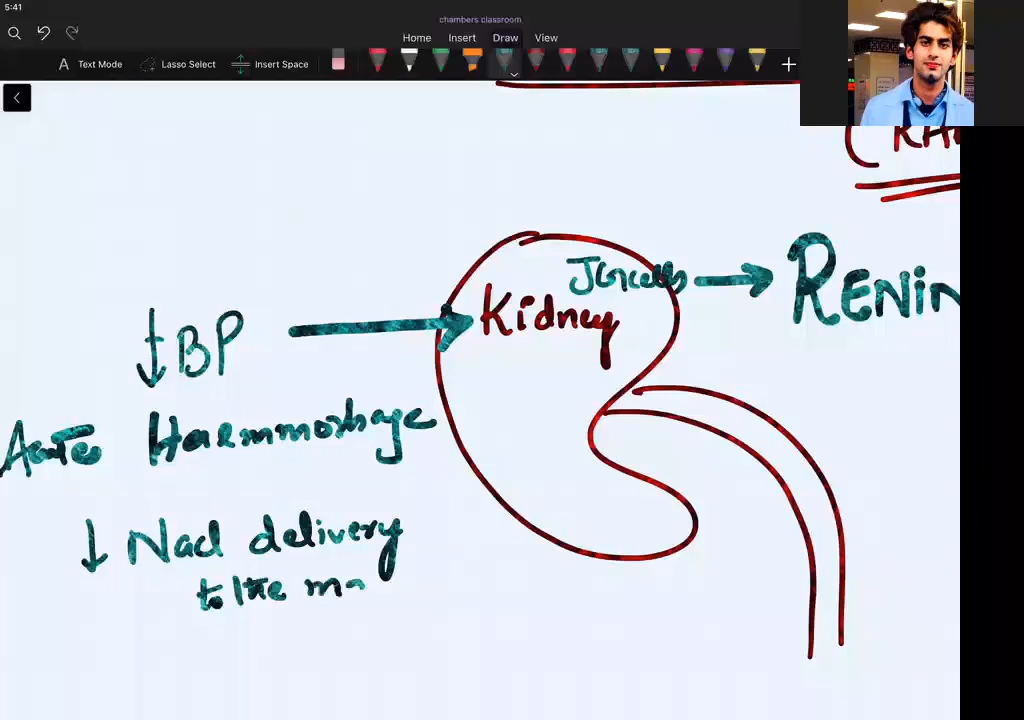 5:41
chambers classroom
Home Insert Draw View
A Text Mode Lasso Select Insert Space
JG cells
RENIN
Kidney
↓ BP
Acute Haemmorhage
↓ Nacl delivery
to the ma